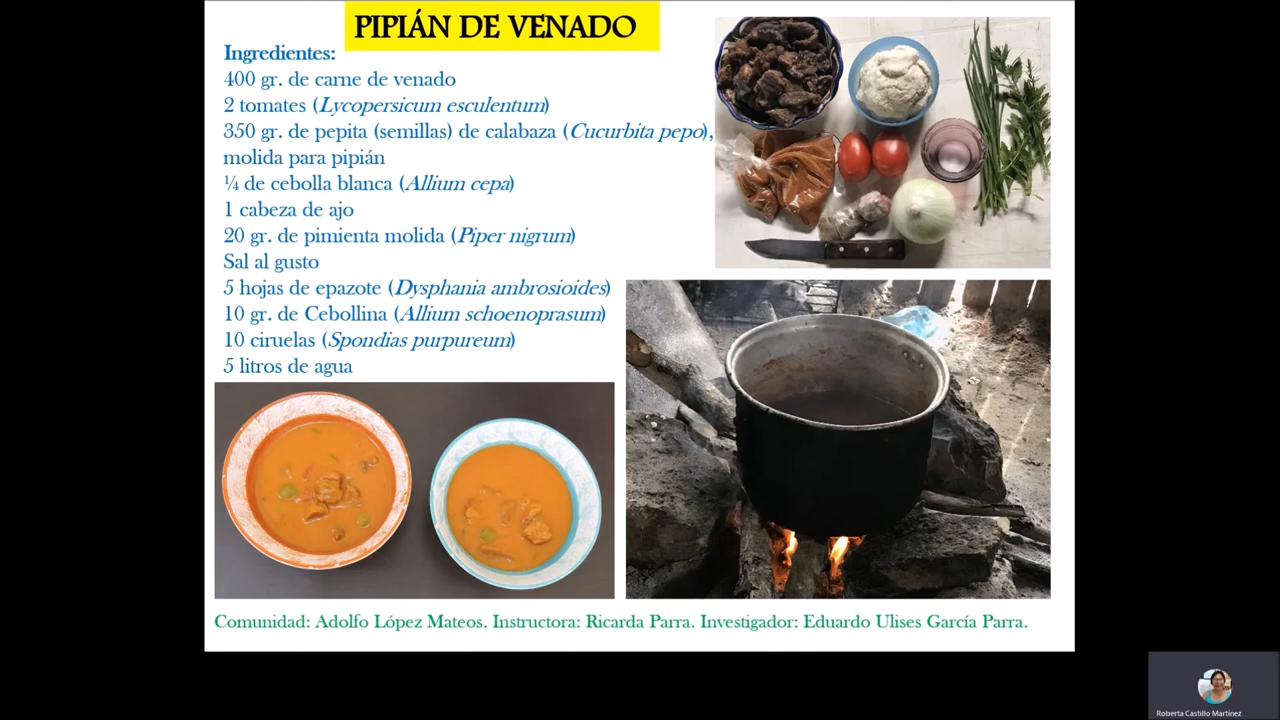 PIPIÁN DE VENADO
Ingredientes:
400 gr. de carne de venado
2 tomates (Lycopersicum esculentum)
350 gr. de pepita (semillas) de calabaza (Cucurbita pepo),
molida para pipián
¼ de cebolla blanca (Allium cepa)
1 cabeza de ajo
20 gr. de pimienta molida (Piper nigrum)
Sal al gusto
5 hojas de epazote (Dysphania ambrosioides)
10 gr. de Cebollina (Allium schoenoprasum)
10 ciruelas (Spondias purpureum)
5 litros de agua
Comunidad: Adolfo López Mateos. Instructora: Ricarda Parra. Investigador: Eduardo Ulises García Parra.
Roberta Castillo Martínez